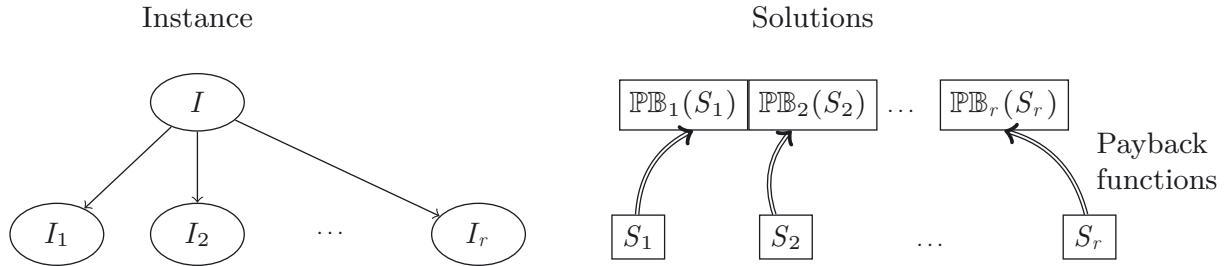 Instance
Solutions
I
ℙ𝔹₁(S₁) ℙ𝔹₂(S₂) ... ℙ𝔹ᵣ(Sᵣ)
Payback
functions
I₁ I₂ ... Iᵣ
S₁ S₂ ... Sᵣ